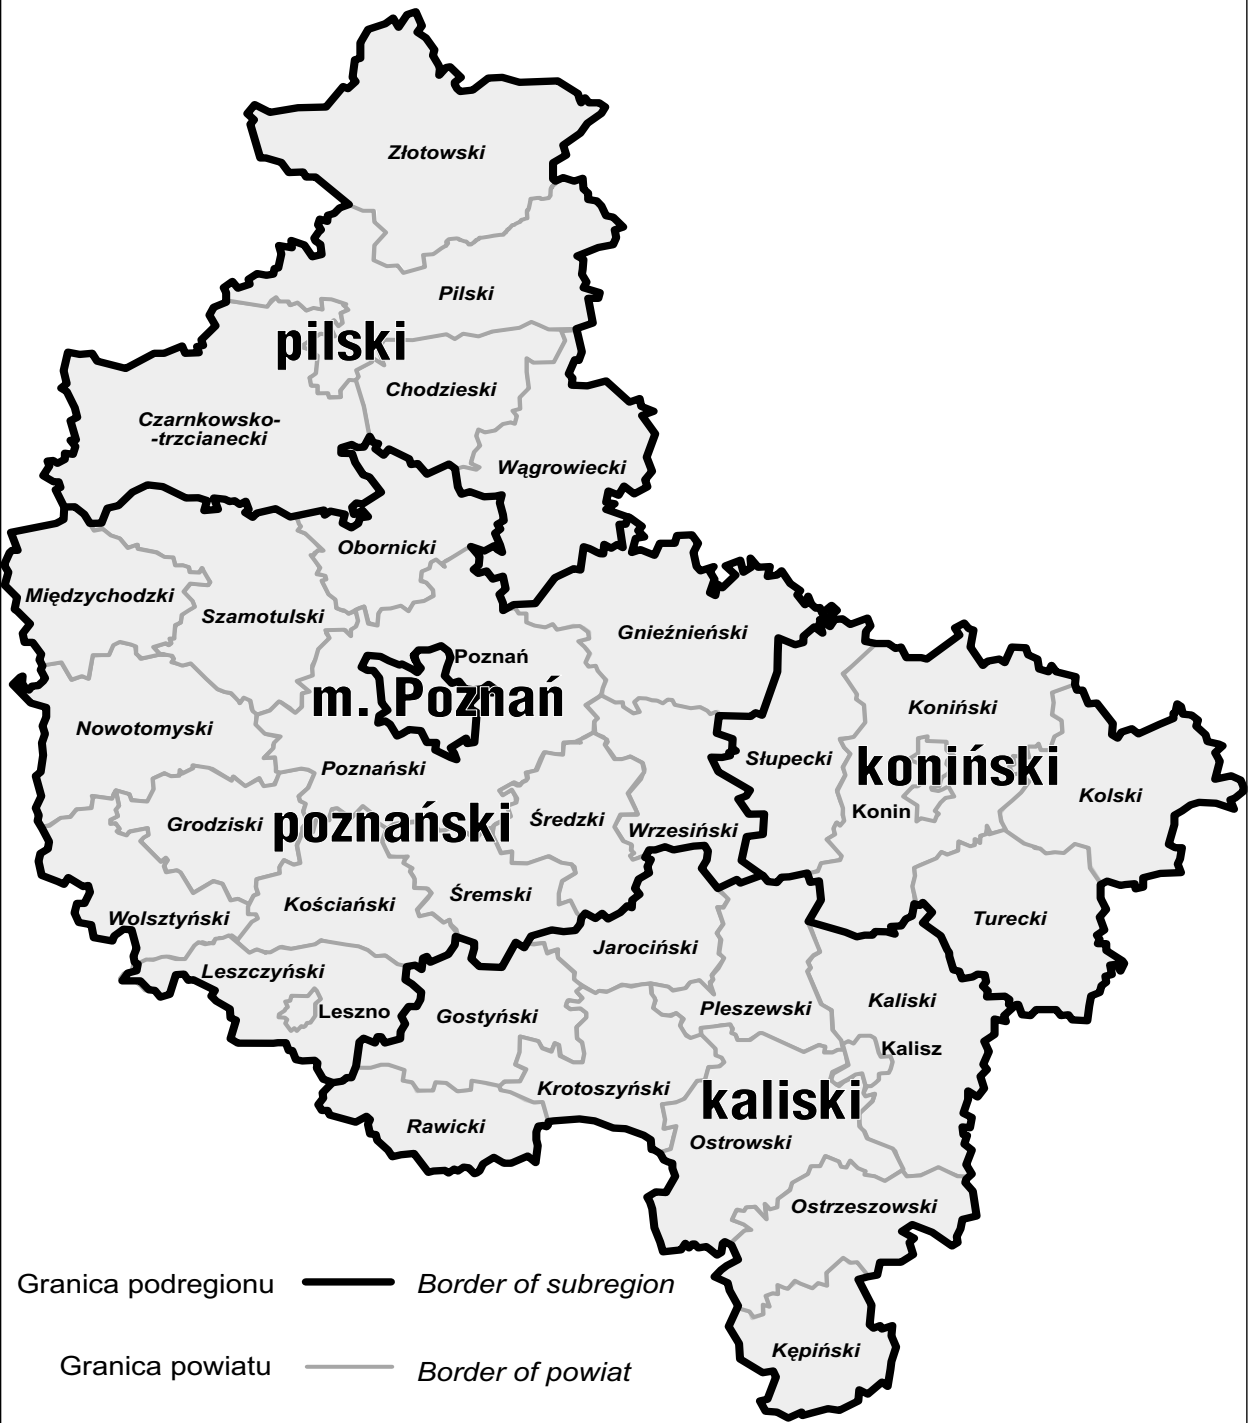 Złotowski
Pilski
pilski
Chodzieski
Czarnkowsko-
-trzcianecki
Wągrowiecki
Obornicki
Międzychodzki
Szamotulski
Gnieźnieński
Poznań
m. Poznań
Nowotomyski
Koniński
Słupecki
koniński
Poznański
Kolski
Konin
Grodziski
poznański
Średzki
Wrzesiński
Śremski
Kościański
Wolsztyński
Turecki
Jarociński
Leszczyński
Leszno
Gostyński
Pleszewski
Kaliski
Kalisz
Krotoszyński
kaliski
Rawicki
Ostrowski
Ostrzeszowski
Granica podregionu Border of subregion
Kępiński
Granica powiatu Border of powiat